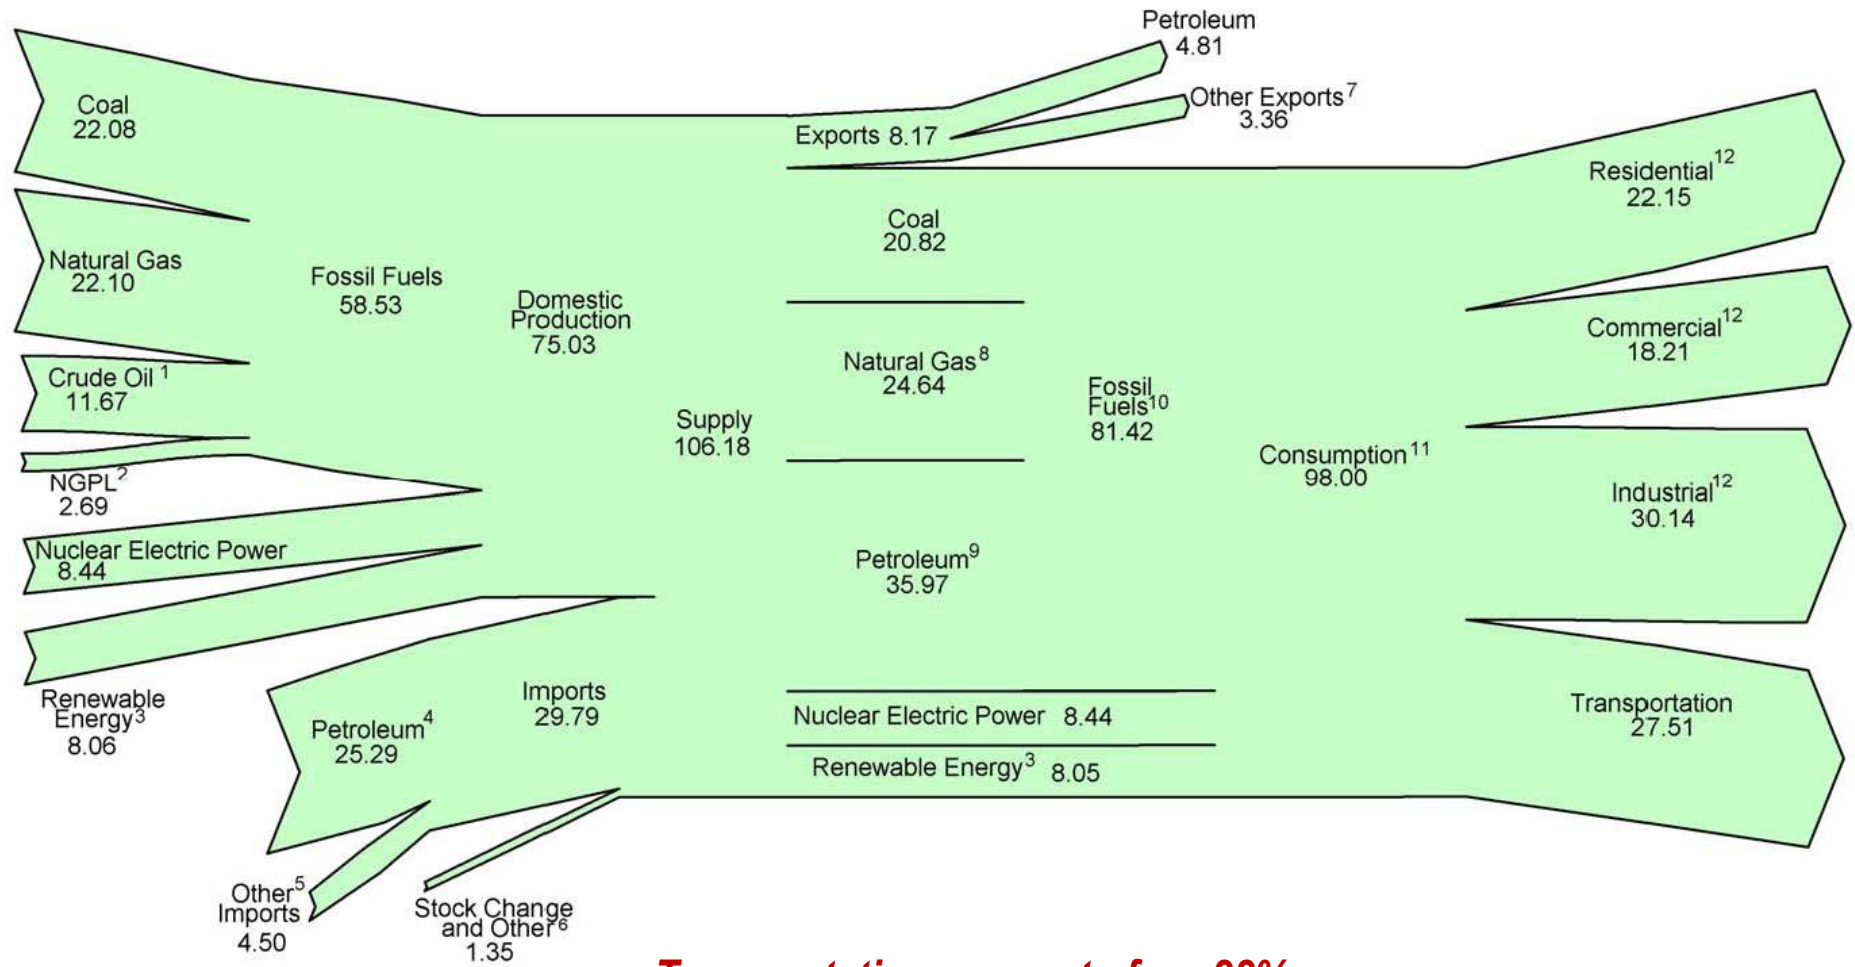 Petroleum
4.81
Other Exports7
3.36
Exports 8.17
Coal
22.08
Natural Gas
22.10
Crude Oil 1
11.67
NGPL2
2.69
Nuclear Electric Power
8.44
Renewable
Energy3
8.06
Fossil Fuels
58.53
Domestic
Production
75.03
Petroleum4
25.29
Imports
29.79
Other5
Imports
4.50
Stock Change
and Other6
1.35
Supply
106.18
Coal
20.82
Natural Gas8
24.64
Petroleum9
35.97
Nuclear Electric Power 8.44
Renewable Energy3 8.05
Fossil
Fuels10
81.42
Consumption11
98.00
Residential12
22.15
Commercial12
18.21
Industrial12
30.14
Transportation
27.51